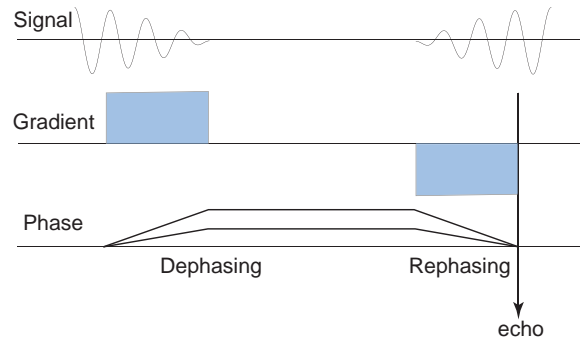 Signal
Gradient
Phase
Dephasing Rephasing
echo